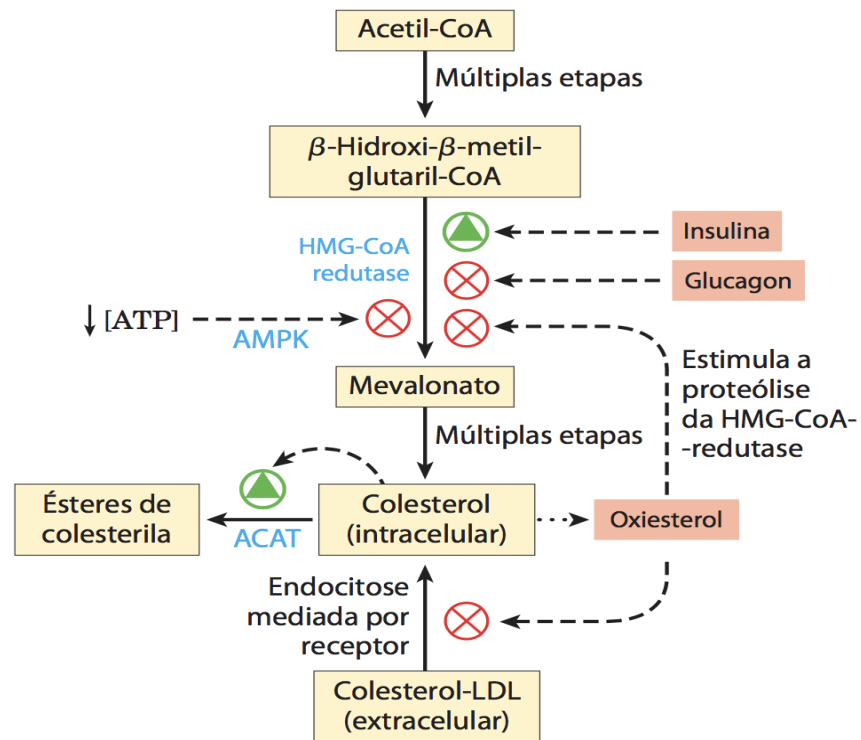 Acetil-CoA
Múltiplas etapas
β-Hidroxi-β-metil-
glutaril-CoA
HMG-CoA
redutase
Insulina
Glucagon
↓ [ATP]
AMPK
Estimula a
proteólise
da HMG-CoA-
-redutase
Mevalonato
Múltiplas etapas
Ésteres de
colesterila
ACAT
Colesterol
(intracelular)
Oxiesterol
Endocitose
mediada por
receptor
Colesterol-LDL
(extracelular)